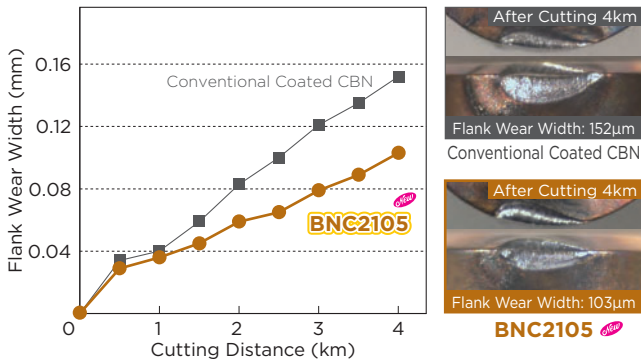 Flank Wear Width (mm)
0.16
0.12
0.08
0.04
0
1
2
3
4
Cutting Distance (km)
Conventional Coated CBN
New
BNC2105
After Cutting 4km
Flank Wear Width: 152µm
Conventional Coated CBN
After Cutting 4km
Flank Wear Width: 103µm
BNC2105 New